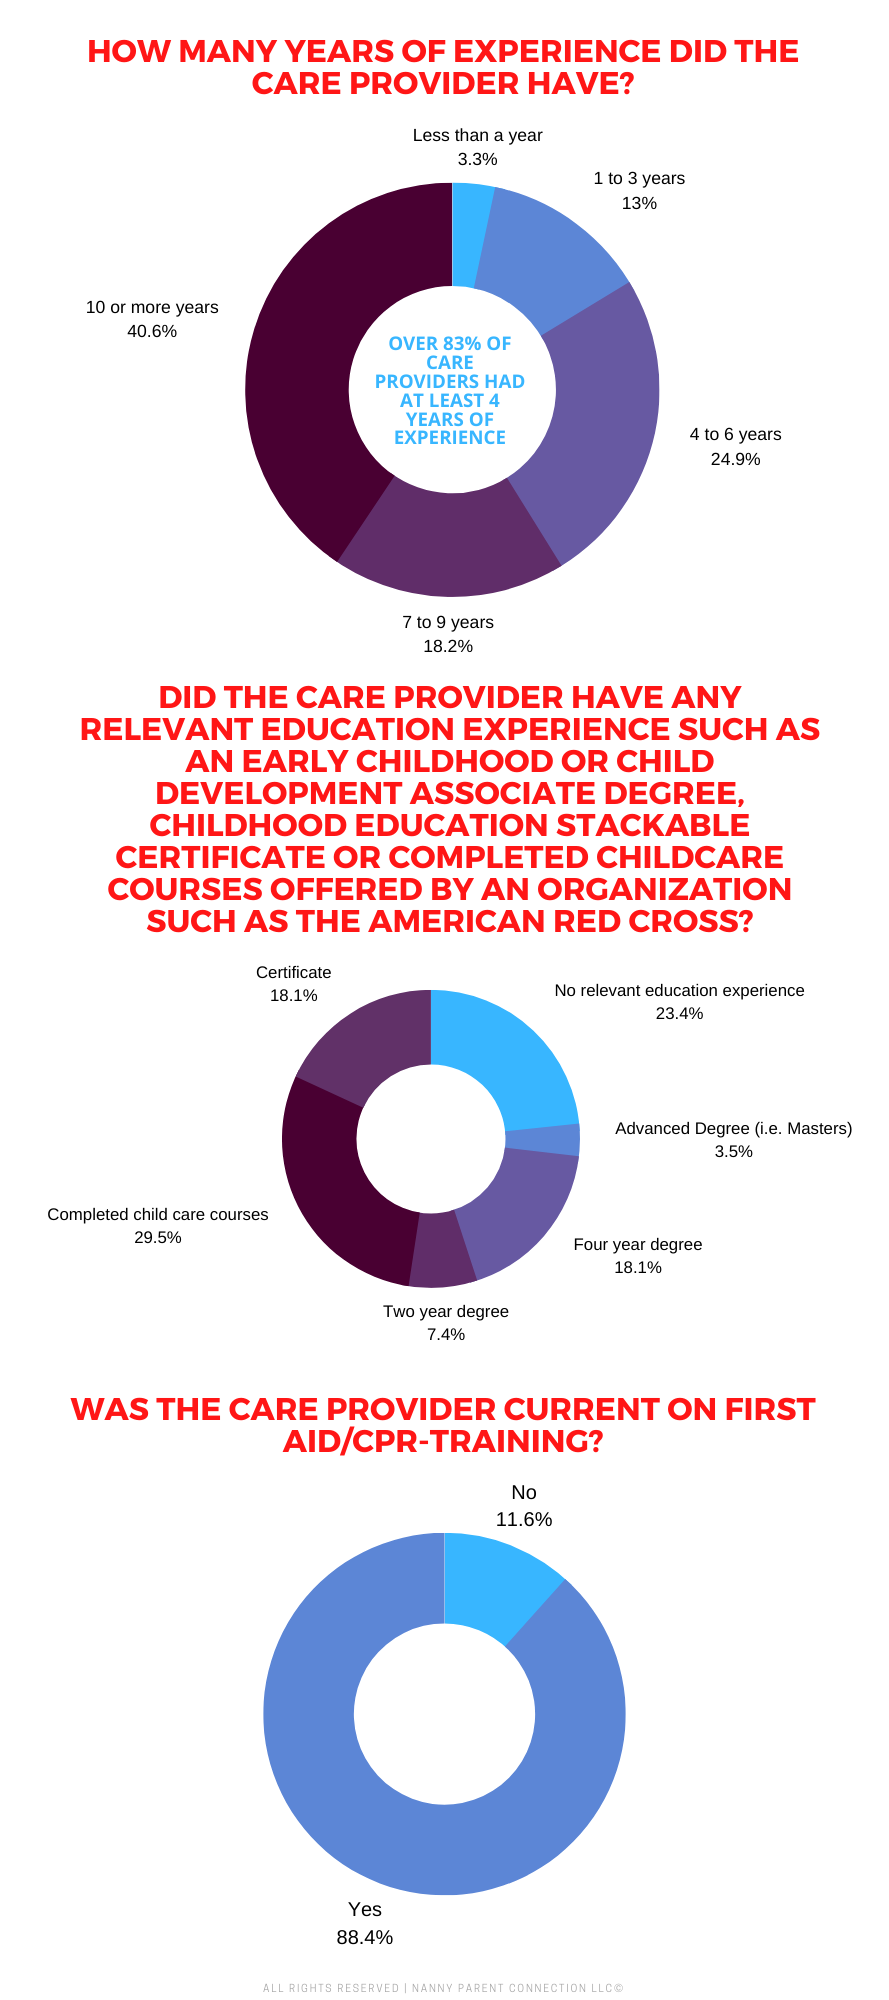 HOW MANY YEARS OF EXPERIENCE DID THE
CARE PROVIDER HAVE?
Less than a year
3.3%
1 to 3 years
13%
10 or more years
40.6%
OVER 83% OF
CARE
PROVIDERS HAD
AT LEAST 4
YEARS OF
EXPERIENCE
4 to 6 years
24.9%
7 to 9 years
18.2%
DID THE CARE PROVIDER HAVE ANY
RELEVANT EDUCATION EXPERIENCE SUCH AS
AN EARLY CHILDHOOD OR CHILD
DEVELOPMENT ASSOCIATE DEGREE,
CHILDHOOD EDUCATION STACKABLE
CERTIFICATE OR COMPLETED CHILDCARE
COURSES OFFERED BY AN ORGANIZATION
SUCH AS THE AMERICAN RED CROSS?
Certificate
18.1%
No relevant education experience
23.4%
Advanced Degree (i.e. Masters)
3.5%
Completed child care courses
29.5%
Four year degree
18.1%
Two year degree
7.4%
WAS THE CARE PROVIDER CURRENT ON FIRST
AID/CPR-TRAINING?
No
11.6%
Yes
88.4%
ALL RIGHTS RESERVED | NANNY PARENT CONNECTION LLC©